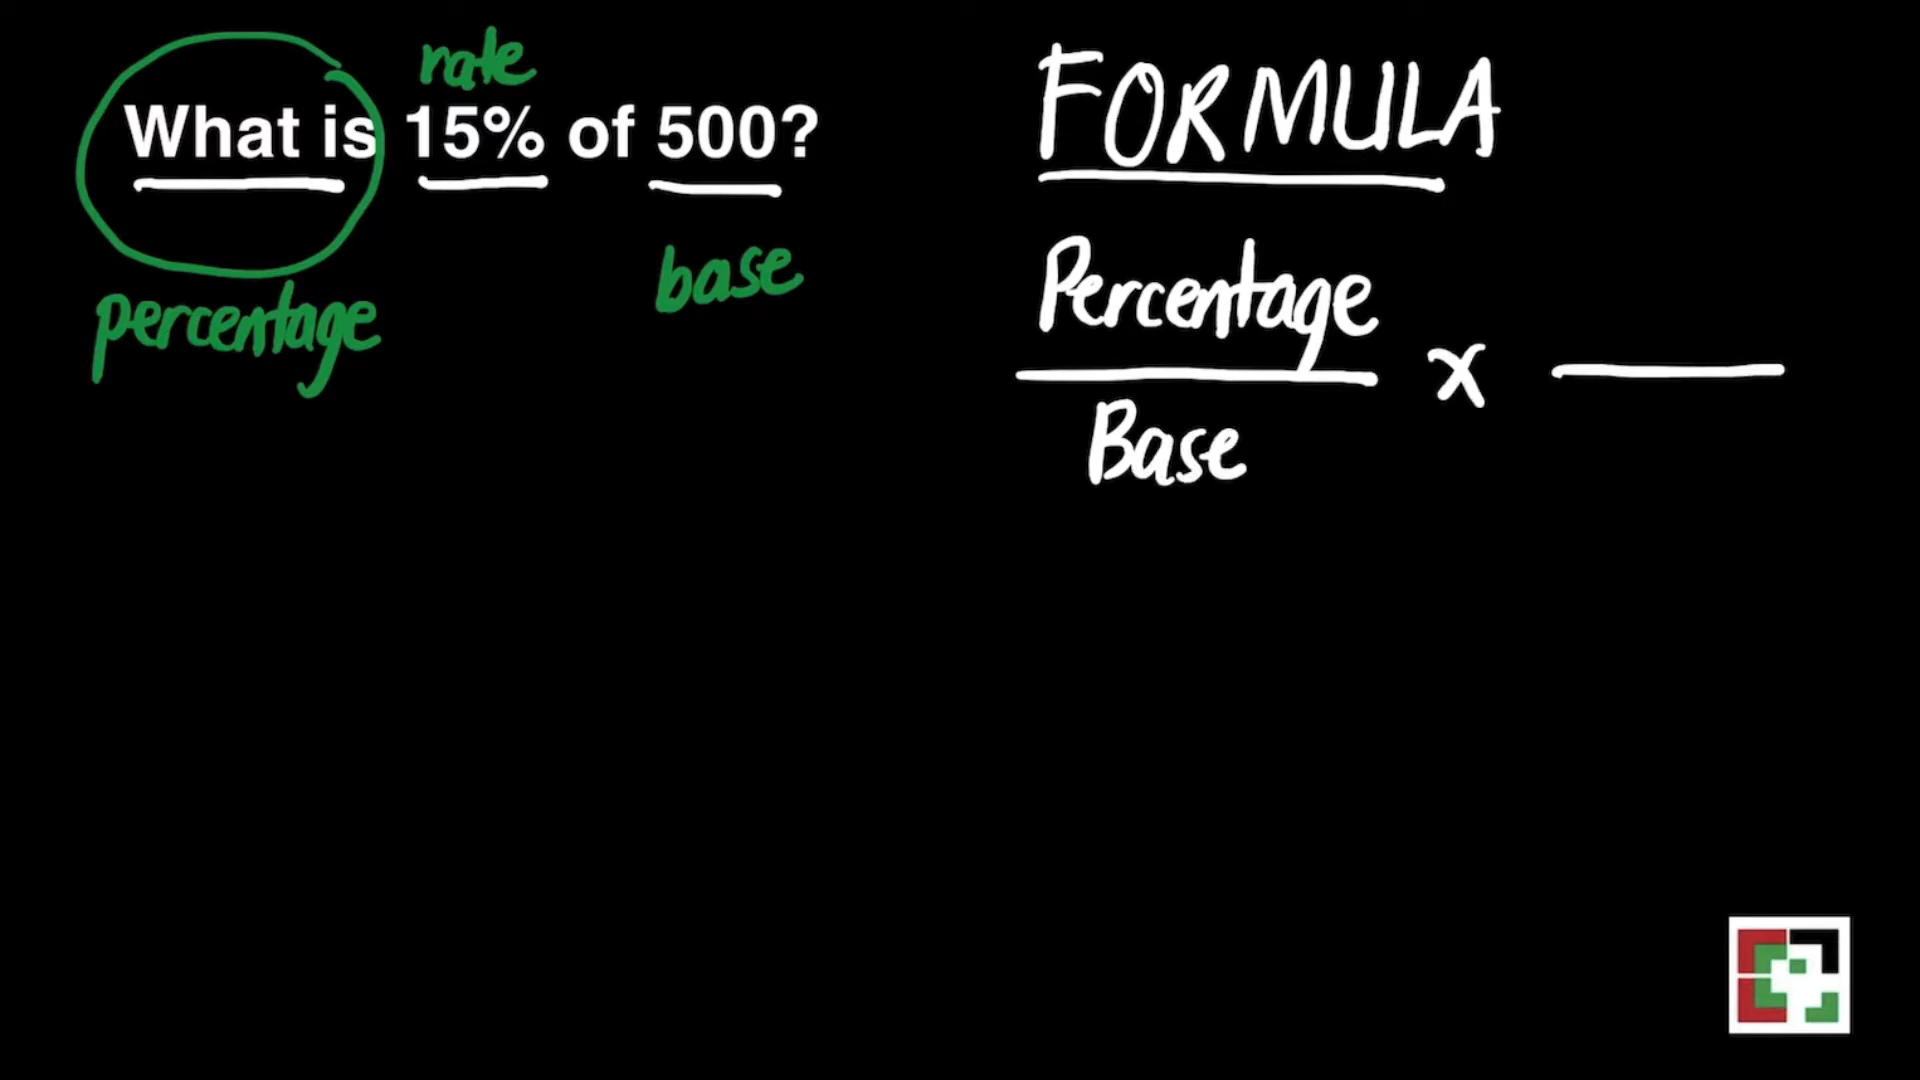 rate
What is 15% of 500?
percentage
base
FORMULA
Percentage
x
Base